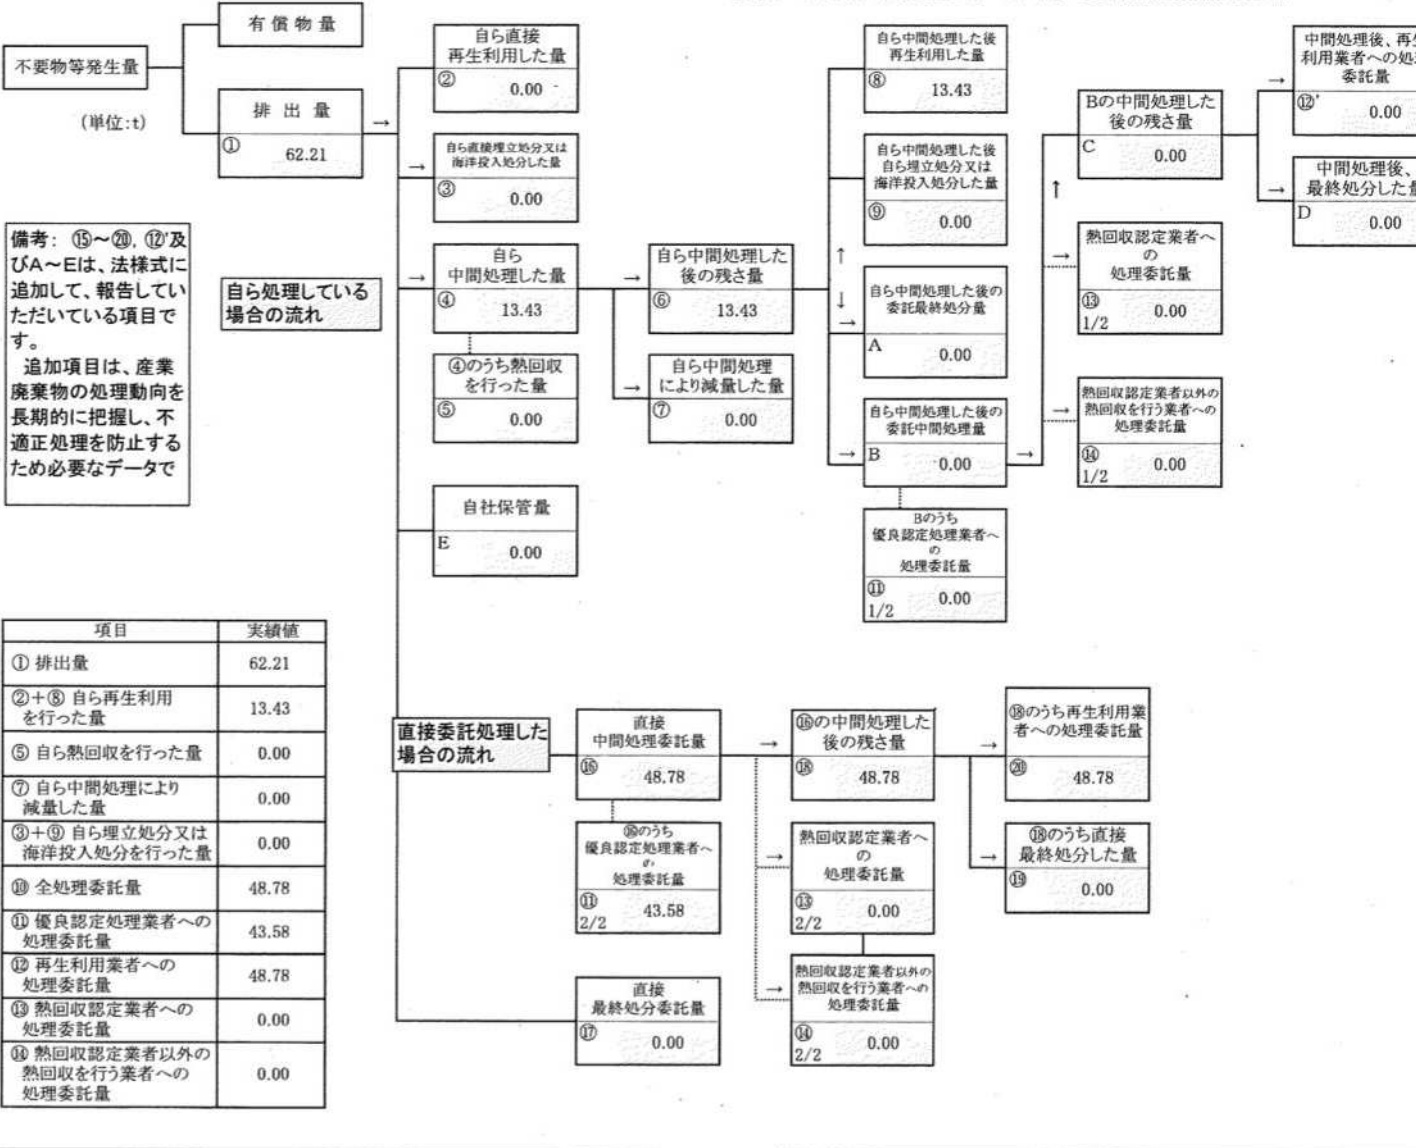 有償物量
不要物等発生量
(単位:t)
排出量
①
62.21
→
自ら直接
再生利用した量
②
0.00
→
自ら直接埋立処分又は
海洋投入処分した量
③
0.00
→
自ら
中間処理した量
④
13.43
④のうち熱回収
を行った量
⑤
0.00
自社保管量
E
0.00
→
自ら中間処理した
後の残さ量
⑥
13.43
→
自ら中間処理
により減量した量
⑦
0.00
自ら中間処理した後
再生利用した量
⑧
13.43
自ら中間処理した後
自ら埋立処分又は
海洋投入処分した量
⑨
0.00
↑
↓
→
自ら中間処理した後の
委託最終処分量
A
0.00
→
自ら中間処理した後の
委託中間処理量
B
0.00
→
Bのうち
優良認定処理業者へ
の
処理委託量
⑪
1/2
0.00
↑
Bの中間処理した
後の残さ量
C
0.00
→
熱回収認定業者へ
の
処理委託量
⑬
1/2
0.00
→
熱回収認定業者以外の
熱回収を行う業者への
処理委託量
⑭
1/2
0.00
→
中間処理後、再生
利用業者への処理
委託量
⑫'
0.00
→
中間処理後、
最終処分した量
D
0.00
備考: ⑮～⑳, ⑫'及
びA～Eは、法様式に
追加して、報告してい
ただいている項目で
す。
追加項目は、産業
廃棄物の処理動向を
長期的に把握し、不
適正処理を防止する
ため必要なデータで
自ら処理している
場合の流れ
項目 実績値
① 排出量 62.21
②+⑧ 自ら再生利用
を行った量 13.43
⑤ 自ら熱回収を行った量 0.00
⑦ 自ら中間処理により
減量した量 0.00
③+⑨ 自ら埋立処分又は
海洋投入処分を行った量 0.00
⑩ 全処理委託量 48.78
⑪ 優良認定処理業者への
処理委託量 43.58
⑫ 再生利用業者への
処理委託量 48.78
⑬ 熱回収認定業者への
処理委託量 0.00
⑭ 熱回収認定業者以外の
熱回収を行う業者への
処理委託量 0.00
直接委託処理した
場合の流れ
直接
中間処理委託量
⑯
48.78
⑯のうち
優良認定処理業者へ
の
処理委託量
⑪
2/2
43.58
直接
最終処分委託量
⑰
0.00
→
⑯の中間処理した
後の残さ量
⑱
48.78
→
熱回収認定業者へ
の
処理委託量
⑬
2/2
0.00
→
熱回収認定業者以外の
熱回収を行う業者への
処理委託量
⑭
2/2
0.00
→
⑱のうち再生利用業
者への処理委託量
⑳
48.78
→
⑱のうち直接
最終処分した量
⑲
0.00